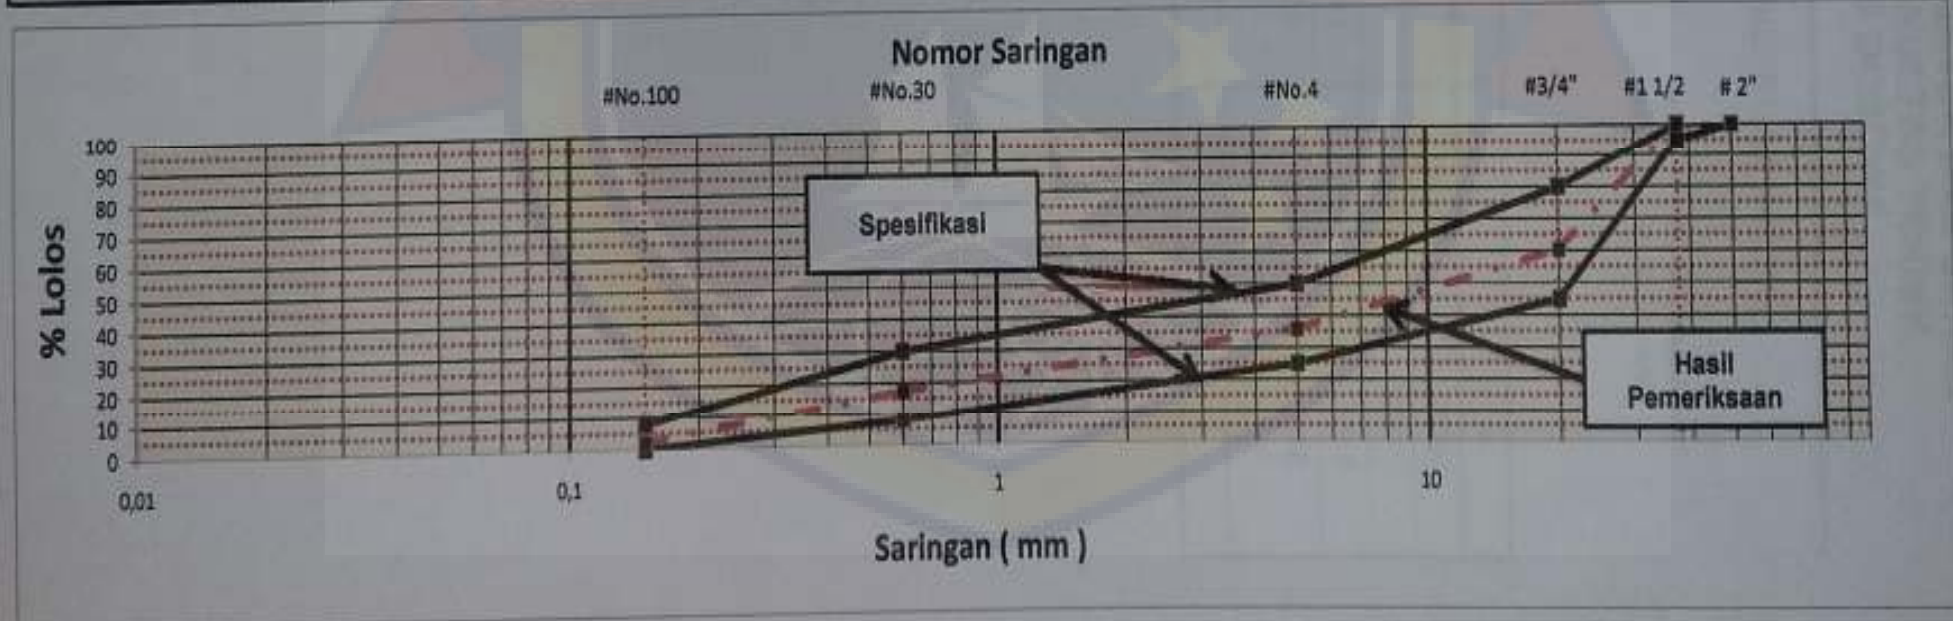 Nomor Saringan
#No.100 #No.30 #No.4 #3/4" #1 1/2 # 2"
100
90
80
70
60
50
40
30
20
10
0
% Lolos
Spesifikasi
Hasil
Pemeriksaan
0,01 0,1 1 10
Saringan ( mm )